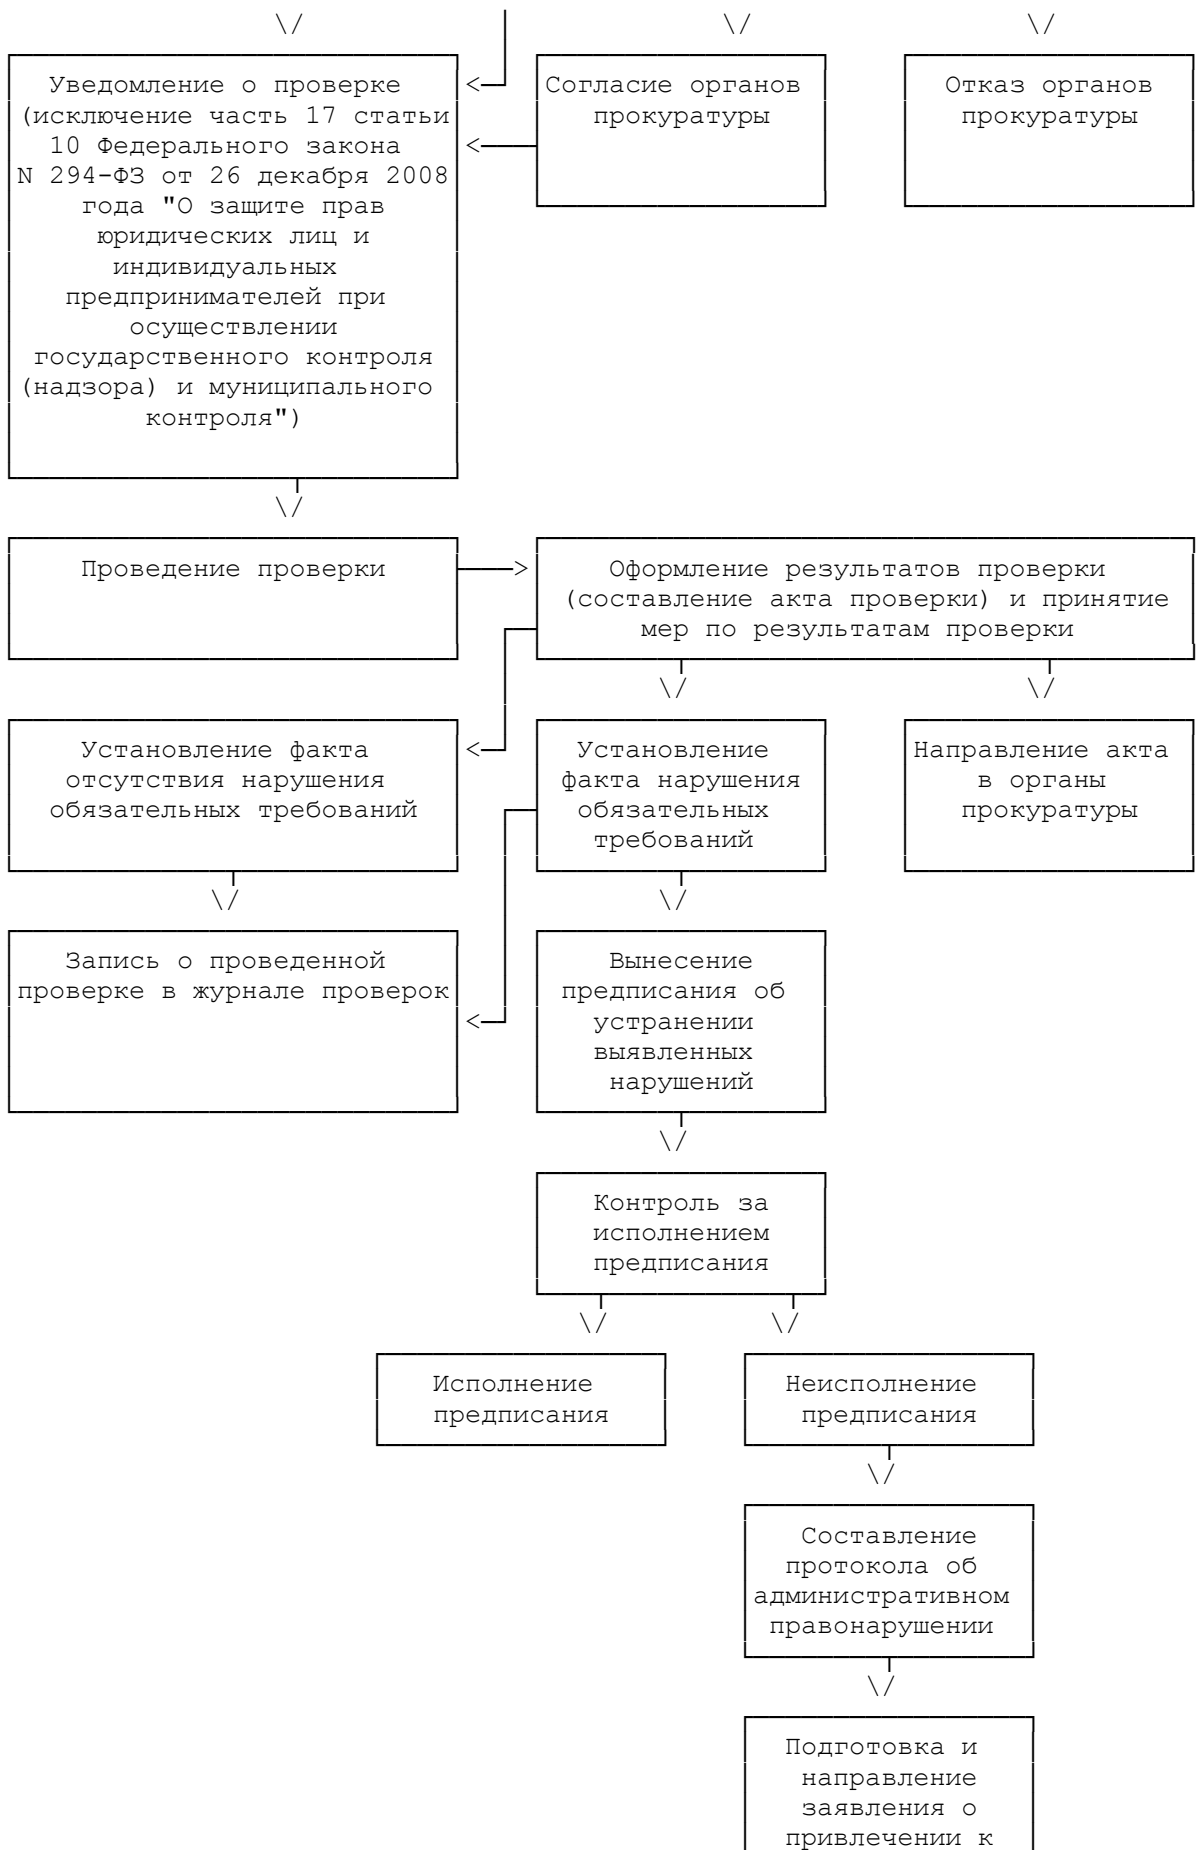 Уведомление о проверке
(исключение часть 17 статьи
10 Федерального закона
N 294-ФЗ от 26 декабря 2008
года "О защите прав
юридических лиц и
индивидуальных
предпринимателей при
осуществлении
государственного контроля
(надзора) и муниципального
контроля")
Согласие органов
прокуратуры
Отказ органов
прокуратуры
Проведение проверки
Оформление результатов проверки
(составление акта проверки) и принятие
мер по результатам проверки
Установление факта
отсутствия нарушения
обязательных требований
Установление
факта нарушения
обязательных
требований
Направление акта
в органы
прокуратуры
Запись о проведенной
проверке в журнале проверок
Вынесение
предписания об
устранении
выявленных
нарушений
Контроль за
исполнением
предписания
Исполнение
предписания
Неисполнение
предписания
Составление
протокола об
административном
правонарушении
Подготовка и
направление
заявления о
привлечении к